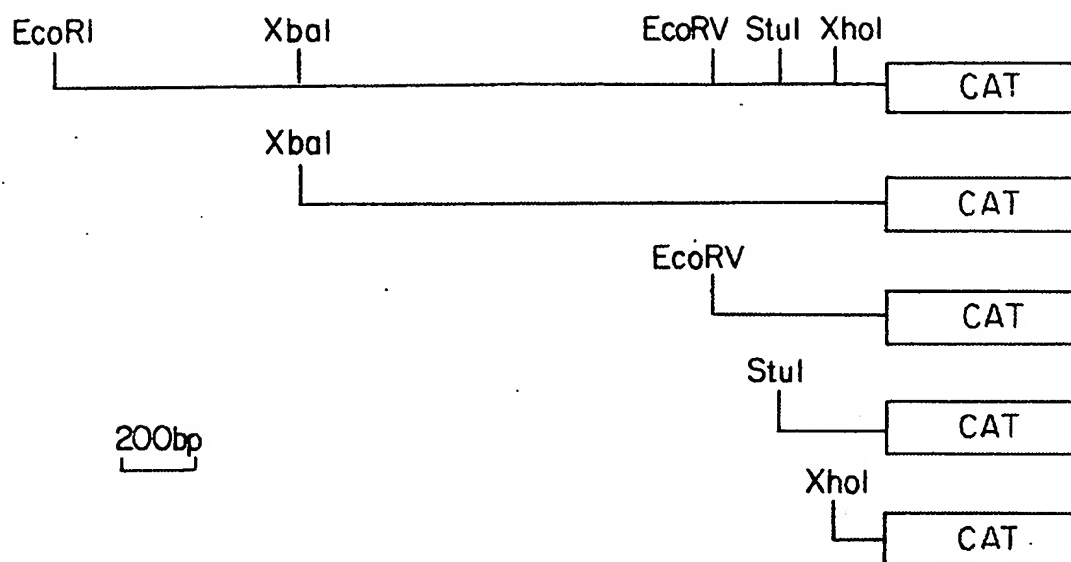 EcoRI XbaI EcoRV StuI XhoI
CAT
XbaI
CAT
EcoRV
CAT
StuI
CAT
200bp
XhoI
CAT